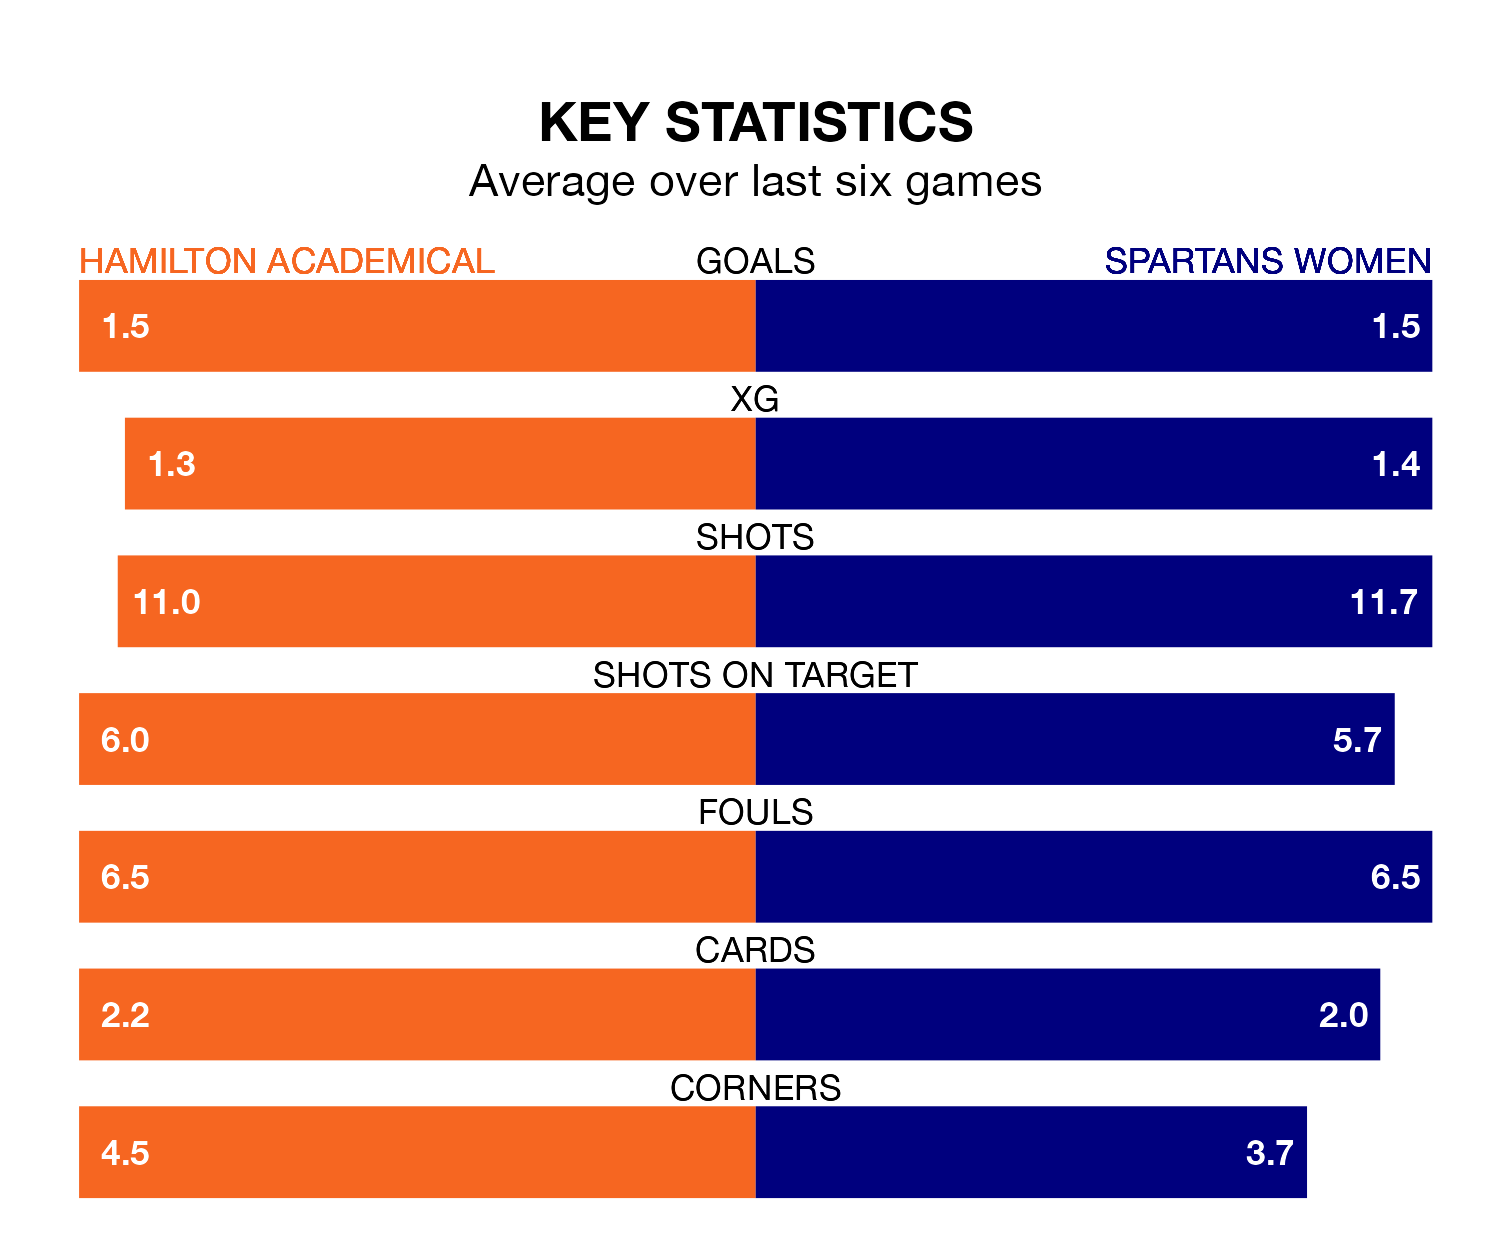 KEY STATISTICS
Average over last six games
HAMILTON ACADEMICAL GOALS SPARTANS WOMEN
1.5 1.5
XG
1.3 1.4
SHOTS
11.0 11.7
SHOTS ON TARGET
6.0 5.7
FOULS
6.5 6.5
CARDS
2.2 2.0
CORNERS
4.5 3.7